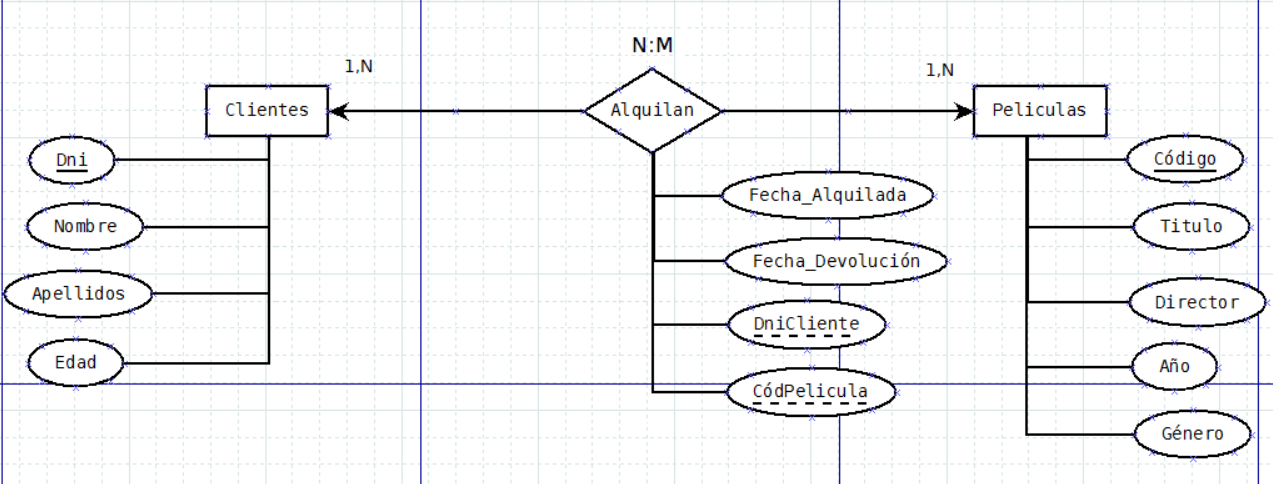 N:M
1,N
1,N
Clientes
Alquilan
Peliculas
Dni
Nombre
Apellidos
Edad
Fecha_Alquilada
Fecha_Devolución
DniCliente
CódPelicula
Código
Titulo
Director
Año
Género